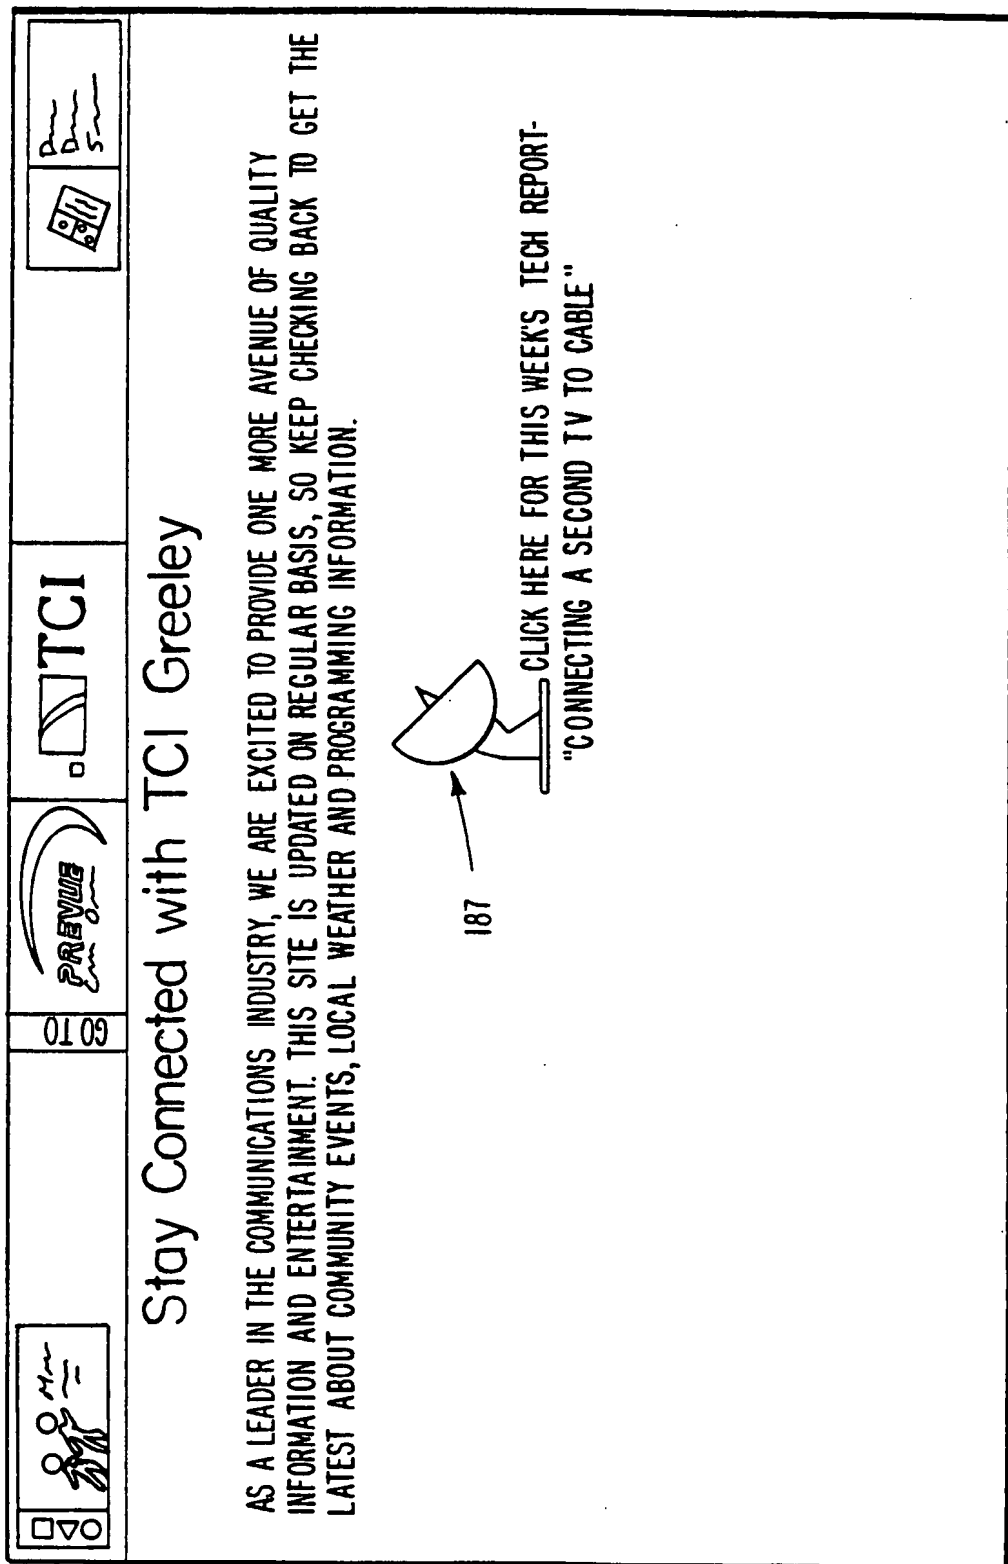 GO TO
PREVUE
TCI
Stay Connected with TCI Greeley
AS A LEADER IN THE COMMUNICATIONS INDUSTRY, WE ARE EXCITED TO PROVIDE ONE MORE AVENUE OF QUALITY
INFORMATION AND ENTERTAINMENT. THIS SITE IS UPDATED ON REGULAR BASIS, SO KEEP CHECKING BACK TO GET THE
LATEST ABOUT COMMUNITY EVENTS, LOCAL WEATHER AND PROGRAMMING INFORMATION.
187
CLICK HERE FOR THIS WEEK'S TECH REPORT-
"CONNECTING A SECOND TV TO CABLE"